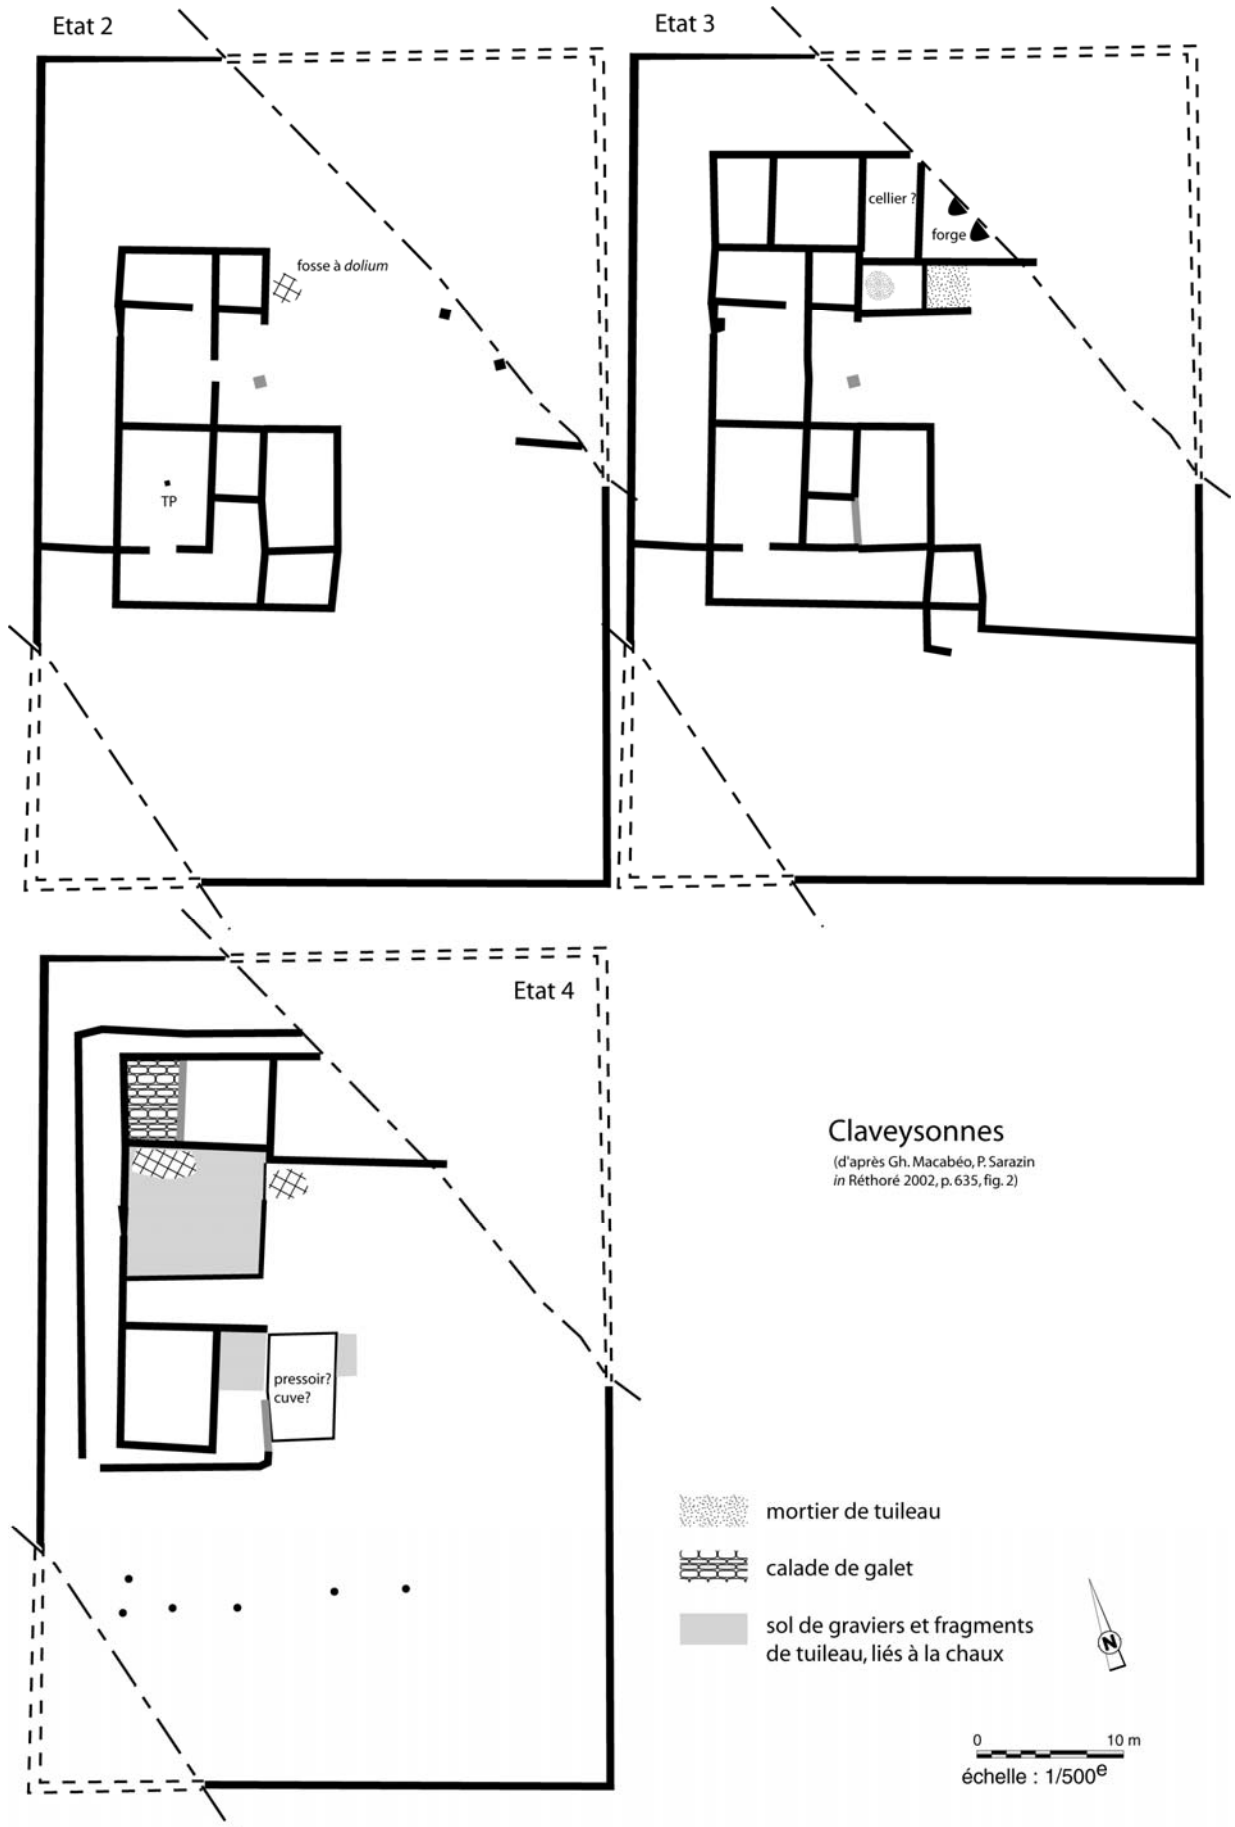 Etat 2
fosse à dolium
TP
Etat 3
cellier ?
forge
Etat 4
pressoir?
cuve?
Claveysonnes
(d'après Gh. Macabéo, P. Sarazin
in Réthoré 2002, p. 635, fig. 2)
mortier de tuileau
calade de galet
sol de graviers et fragments
de tuileau, liés à la chaux
N
0 10 m
échelle : 1/500e